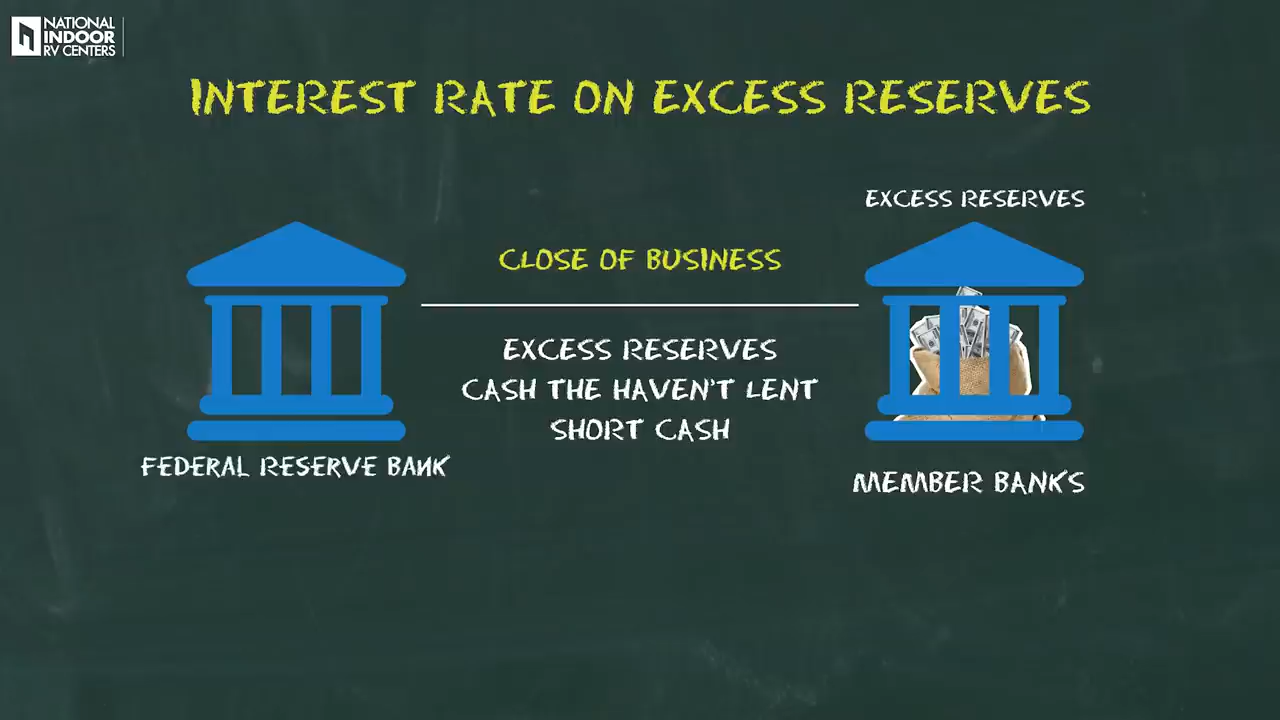 NATIONAL
INDOOR
RV CENTERS
INTEREST RATE ON EXCESS RESERVES
EXCESS RESERVES
CLOSE OF BUSINESS
EXCESS RESERVES
CASH THE HAVEN'T LENT
SHORT CASH
FEDERAL RESERVE BANK
MEMBER BANKS